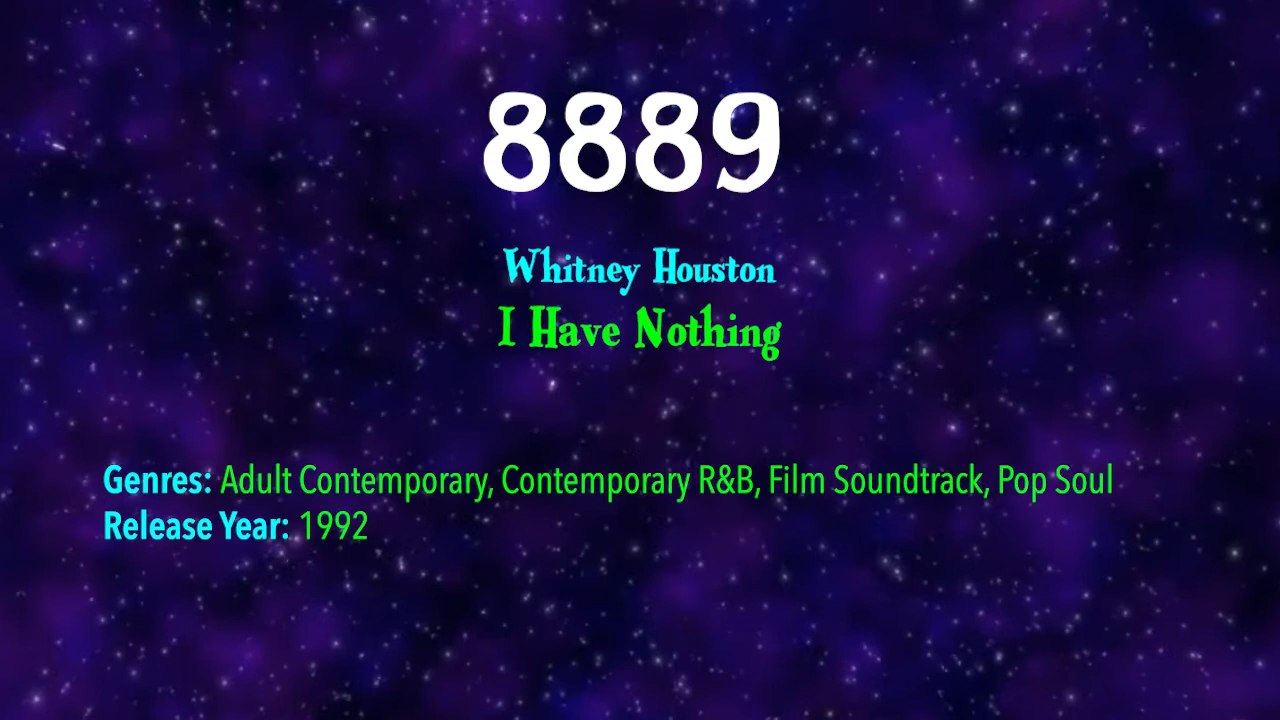 8889
Whitney Houston
I Have Nothing
Genres: Adult Contemporary, Contemporary R&B, Film Soundtrack, Pop Soul
Release Year: 1992